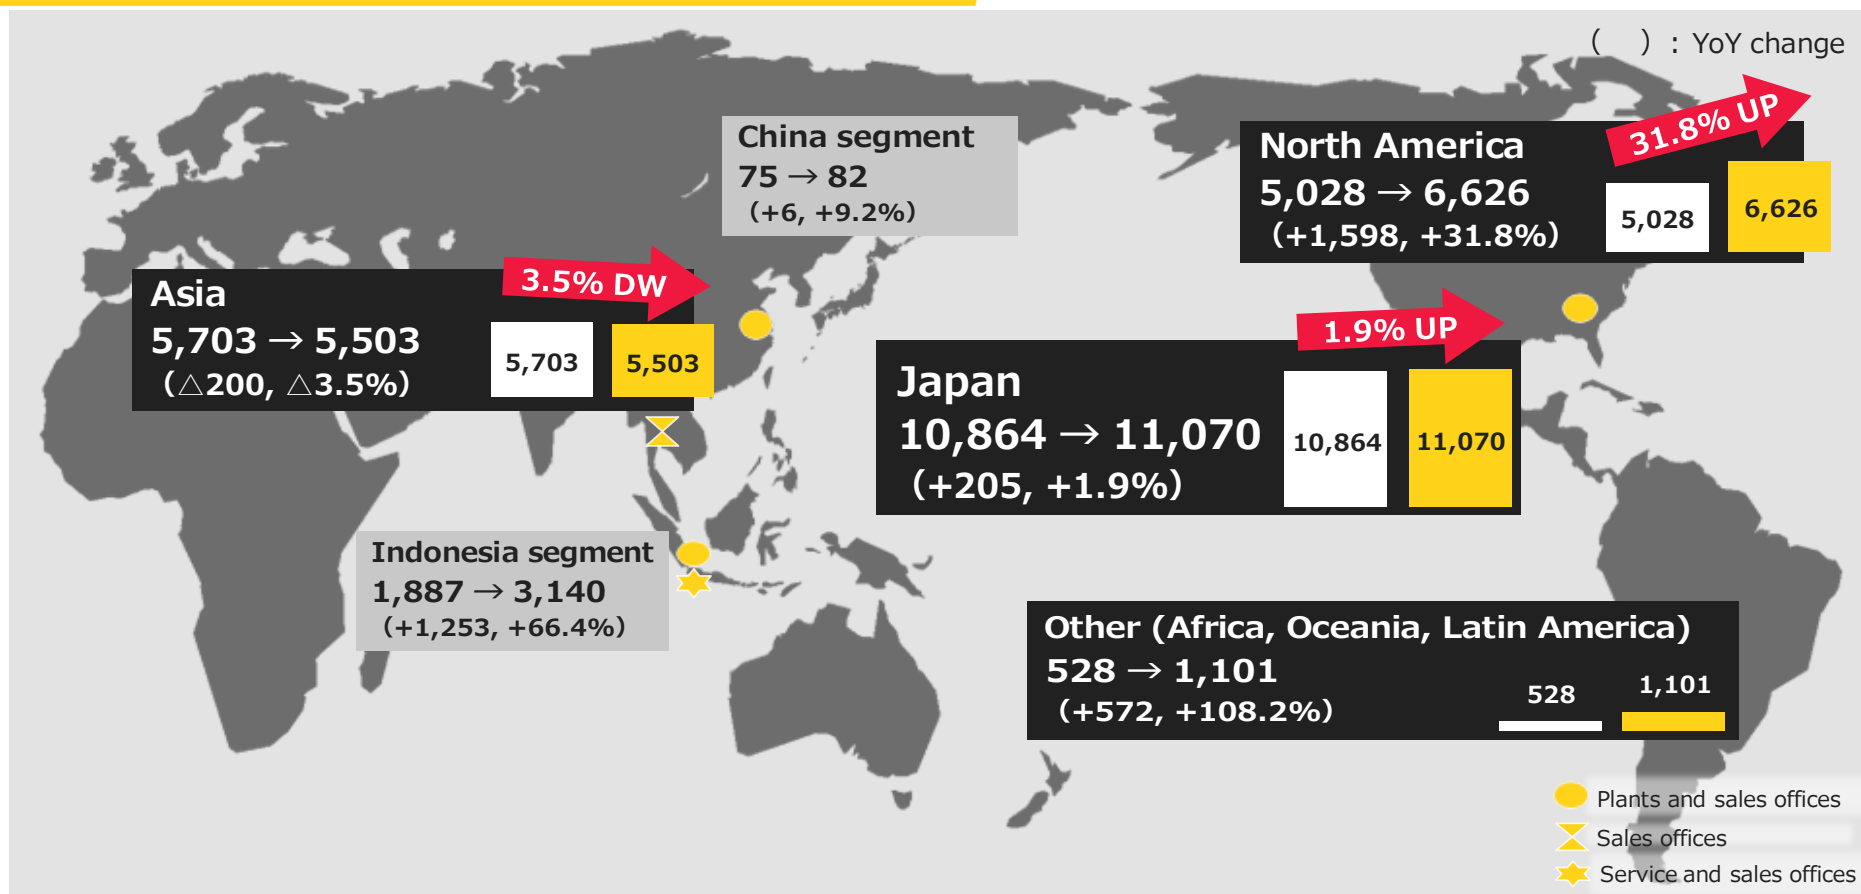 （　）: YoY change
China segment
75 → 82
（+6, +9.2%）
North America
5,028 → 6,626
（+1,598, +31.8%）
31.8% UP
5,028
6,626
Asia
5,703 → 5,503
（△200, △3.5%）
3.5% DW
5,703
5,503
Japan
10,864 → 11,070
（+205, +1.9%）
1.9% UP
10,864
11,070
Indonesia segment
1,887 → 3,140
（+1,253, +66.4%）
Other (Africa, Oceania, Latin America)
528 → 1,101
（+572, +108.2%）
528
1,101
Plants and sales offices
Sales offices
Service and sales offices